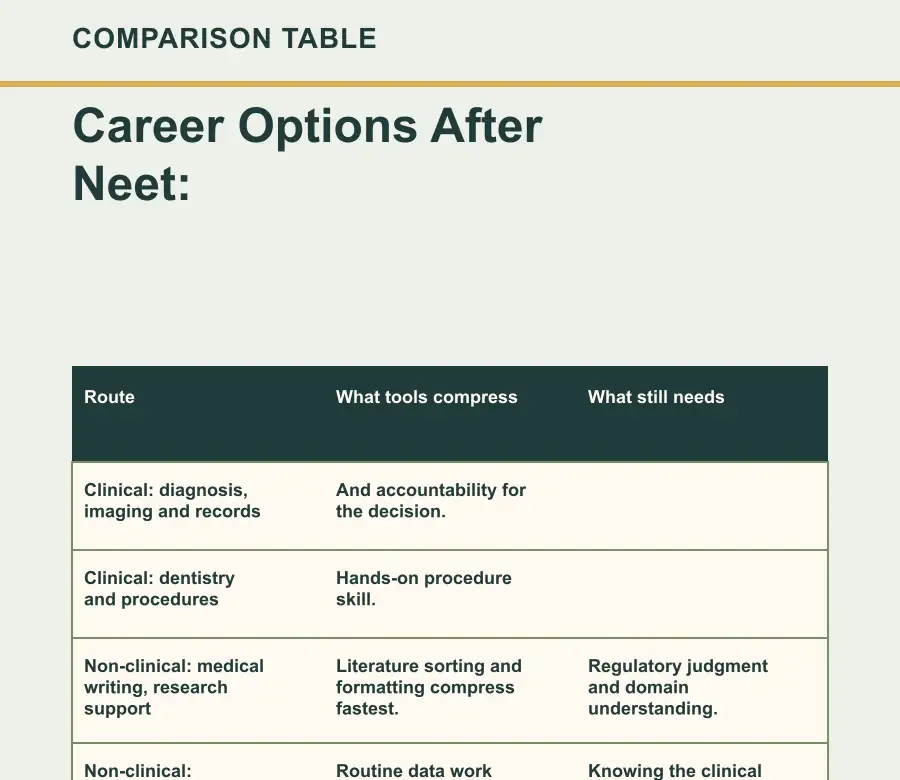 COMPARISON TABLE
Career Options After
Neet:
Route
What tools compress
What still needs
Clinical: diagnosis,
imaging and records
And accountability for
the decision.
Clinical: dentistry
and procedures
Hands-on procedure
skill.
Non-clinical: medical
writing, research
support
Literature sorting and
formatting compress
fastest.
Regulatory judgment
and domain
understanding.
Non-clinical:
Routine data work
Knowing the clinical